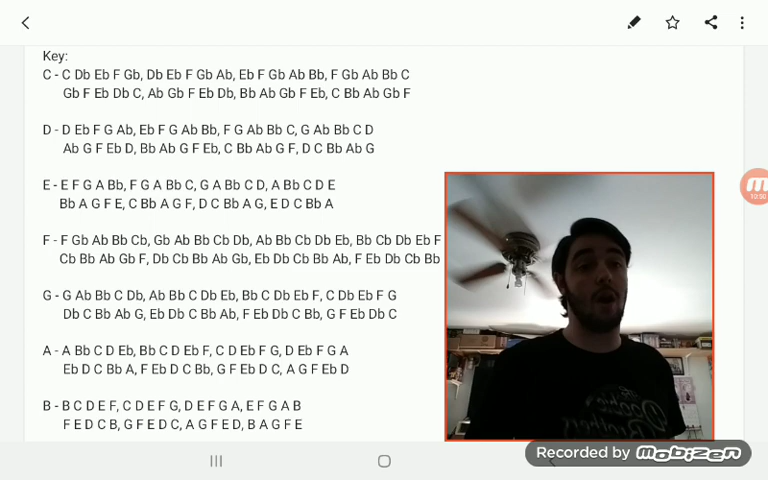 Key:
C - C Db Eb F Gb, Db Eb F Gb Ab, Eb F Gb Ab Bb, F Gb Ab Bb C
Gb F Eb Db C, Ab Gb F Eb Db, Bb Ab Gb F Eb, C Bb Ab Gb F
D - D Eb F G Ab, Eb F G Ab Bb, F G Ab Bb C, G Ab Bb C D
Ab G F Eb D, Bb Ab G F Eb, C Bb Ab G F, D C Bb Ab G
E - E F G A Bb, F G A Bb C, G A Bb C D, A Bb C D E
Bb A G F E, C Bb A G F, D C Bb A G, E D C Bb A
F - F Gb Ab Bb Cb, Gb Ab Bb Cb Db, Ab Bb Cb Db Eb, Bb Cb Db Eb F
Cb Bb Ab Gb F, Db Cb Bb Ab Gb, Eb Db Cb Bb Ab, F Eb Db Cb Bb
G - G Ab Bb C Db, Ab Bb C Db Eb, Bb C Db Eb F, C Db Eb F G
Db C Bb Ab G, Eb Db C Bb Ab, F Eb Db C Bb, G F Eb Db C
A - A Bb C D Eb, Bb C D Eb F, C D Eb F G, D Eb F G A
Eb D C Bb A, F Eb D C Bb, G F Eb D C, A G F Eb D
B - B C D E F, C D E F G, D E F G A, E F G A B
F E D C B, G F E D C, A G F E D, B A G F E
10:50
The
Brothers
Recorded by mobizen